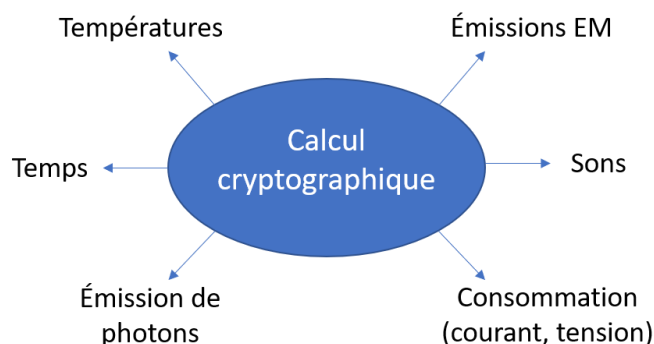 Températures
Émissions EM
Calcul
cryptographique
Temps
Sons
Émission de
photons
Consommation
(courant, tension)